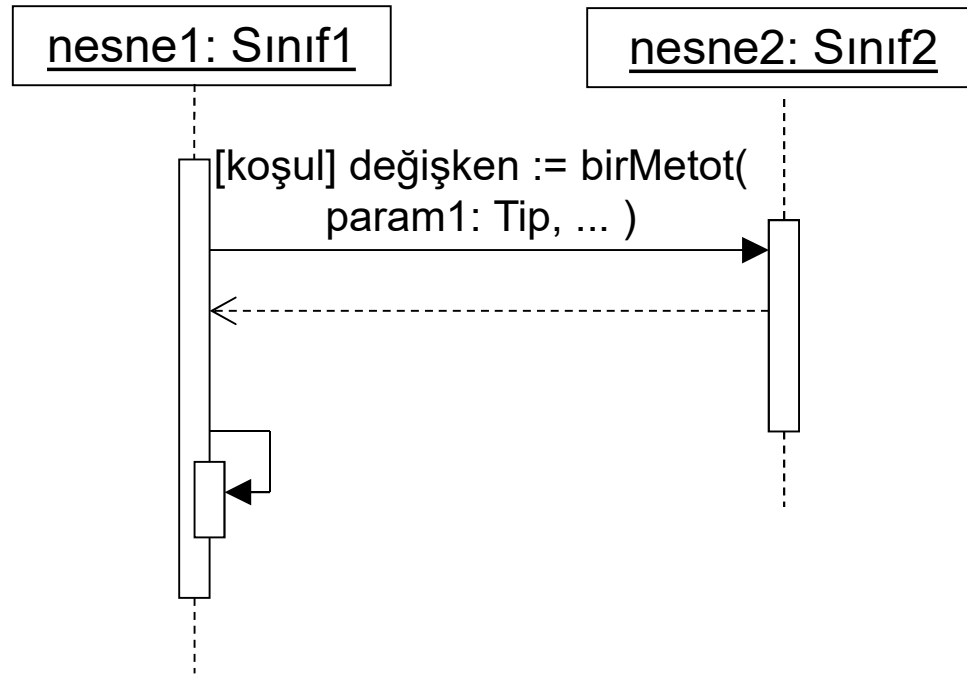 nesne1: Sınıf1
nesne2: Sınıf2
[koşul] değişken := birMetot(
param1: Tip, ... )